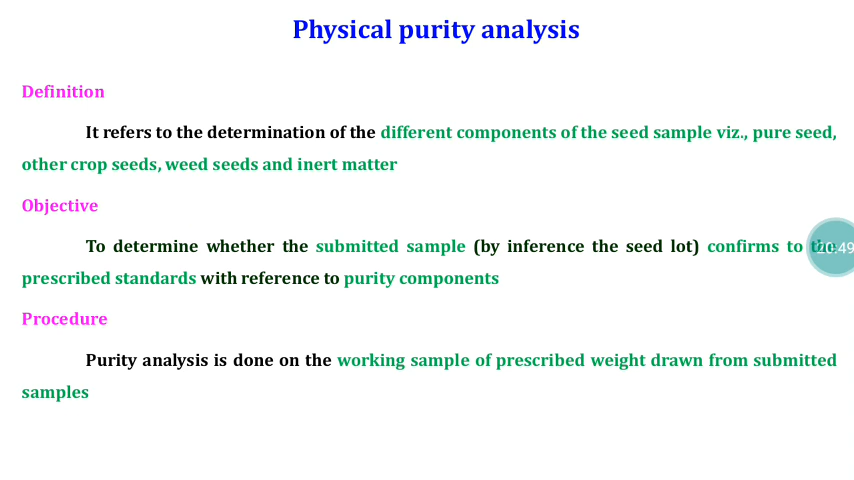 Physical purity analysis
Definition
It refers to the determination of the different components of the seed sample viz., pure seed,
other crop seeds, weed seeds and inert matter
Objective
To determine whether the submitted sample (by inference the seed lot) confirms to the
prescribed standards with reference to purity components
Procedure
Purity analysis is done on the working sample of prescribed weight drawn from submitted
samples